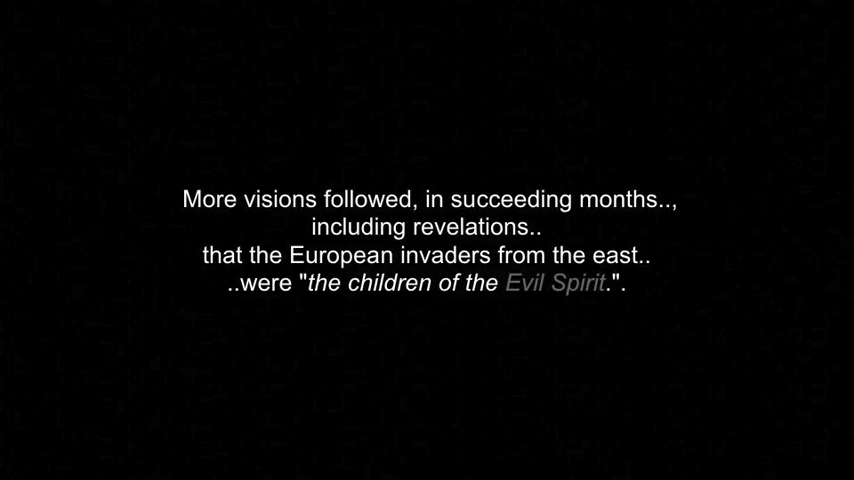 More visions followed, in succeeding months..,
including revelations..
that the European invaders from the east..
..were "the children of the Evil Spirit.".